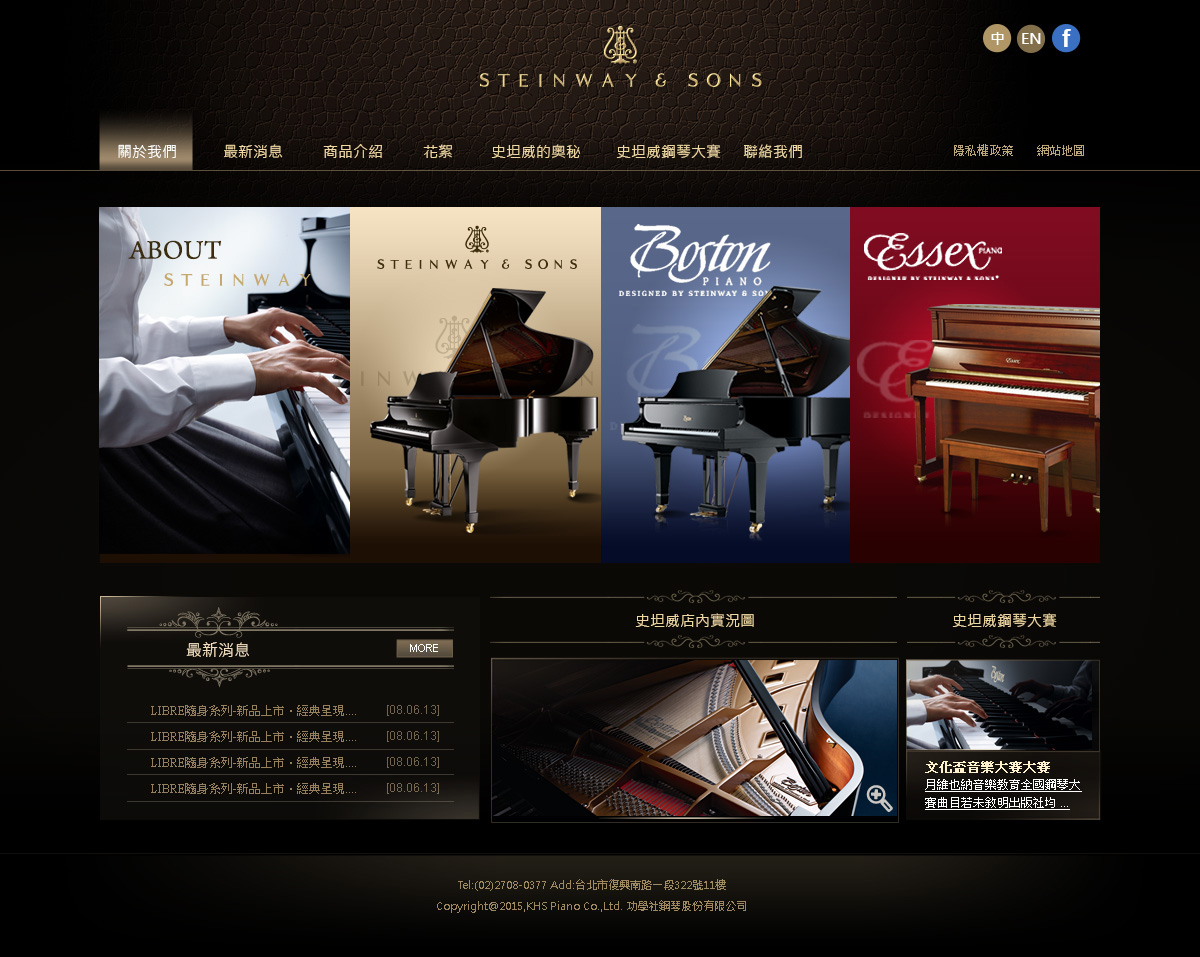 中 EN f
STEINWAY & SONS
關於我們 最新消息 商品介紹 花絮 史坦威的奧秘 史坦威鋼琴大賽 聯絡我們 隱私權政策 網站地圖
ABOUT
STEINWAY
STEINWAY & SONS
Boston
PIANO
DESIGNED BY STEINWAY & SON
Essex PIANO
DESIGNED BY STEINWAY & SONS
最新消息
MORE
LIBRE隨身系列-新品上市‧經典呈現.... [08.06.13]
LIBRE隨身系列-新品上市‧經典呈現.... [08.06.13]
LIBRE隨身系列-新品上市‧經典呈現.... [08.06.13]
LIBRE隨身系列-新品上市‧經典呈現.... [08.06.13]
史坦威店內實況圖
史坦威鋼琴大賽
文化盃音樂大賽大賽
月維也納音樂教育全國鋼琴大
賽曲目若未敘明出版社均 ...
Tel:(02)2708-0377 Add:台北市復興南路一段322號11樓
Copyright@2015,KHS Piano Co.,Ltd. 功學社鋼琴股份有限公司